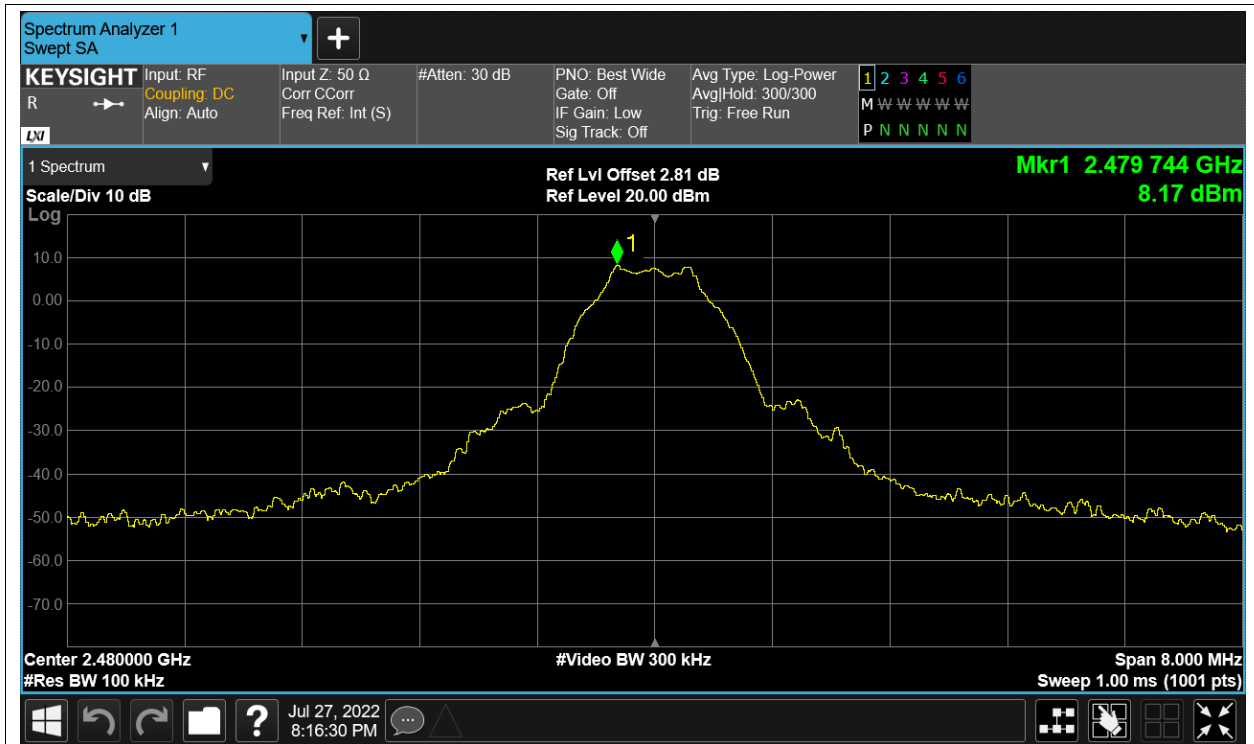 Spectrum Analyzer 1
Swept SA
KEYSIGHT
R
LXI
Input: RF
Coupling: DC
Align: Auto
Input Z: 50 Ω
Corr CCorr
Freq Ref: Int (S)
#Atten: 30 dB
PNO: Best Wide
Gate: Off
IF Gain: Low
Sig Track: Off
Avg Type: Log-Power
Avg|Hold: 300/300
Trig: Free Run
1 2 3 4 5 6
M W W W W W
P N N N N N
1 Spectrum
Scale/Div 10 dB
Log
Ref Lvl Offset 2.81 dB
Ref Level 20.00 dBm
Mkr1 2.479 744 GHz
8.17 dBm
1
10.0
0.00
-10.0
-20.0
-30.0
-40.0
-50.0
-60.0
-70.0
Center 2.480000 GHz
#Res BW 100 kHz
#Video BW 300 kHz
Span 8.000 MHz
Sweep 1.00 ms (1001 pts)
?
Jul 27, 2022
8:16:30 PM